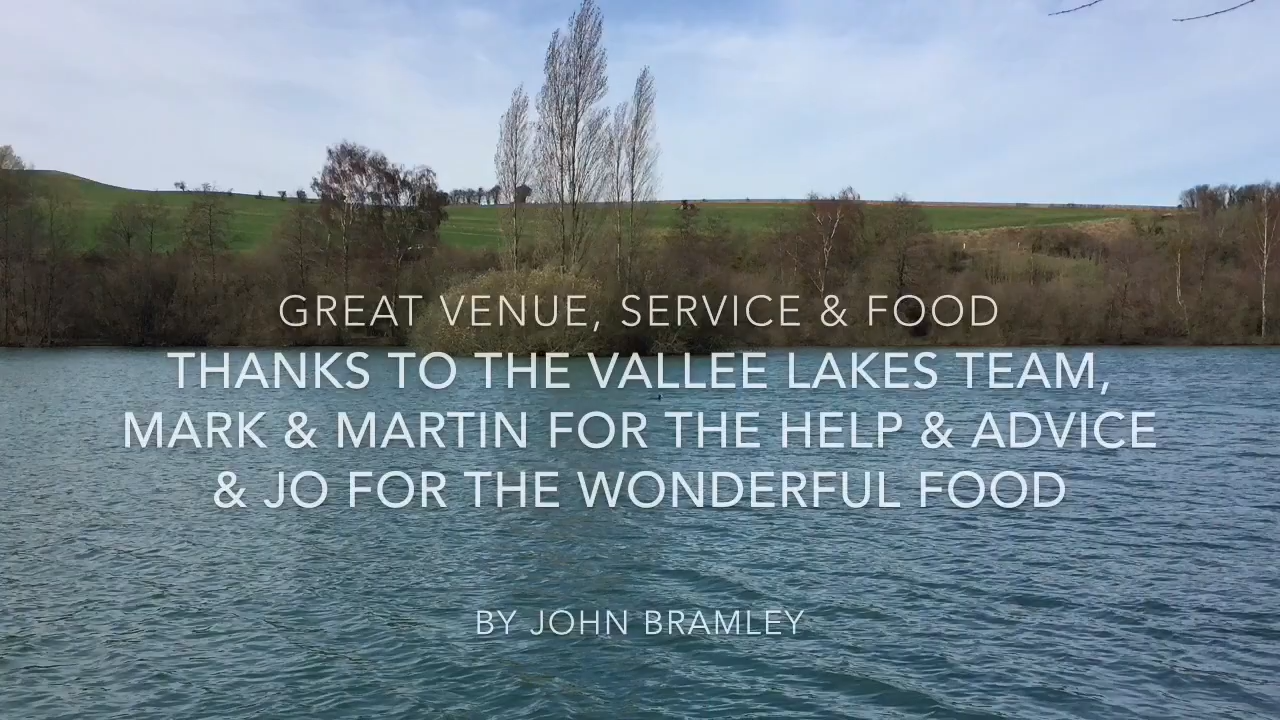 GREAT VENUE, SERVICE & FOOD
THANKS TO THE VALLEE LAKES TEAM,
MARK & MARTIN FOR THE HELP & ADVICE
& JO FOR THE WONDERFUL FOOD
BY JOHN BRAMLEY